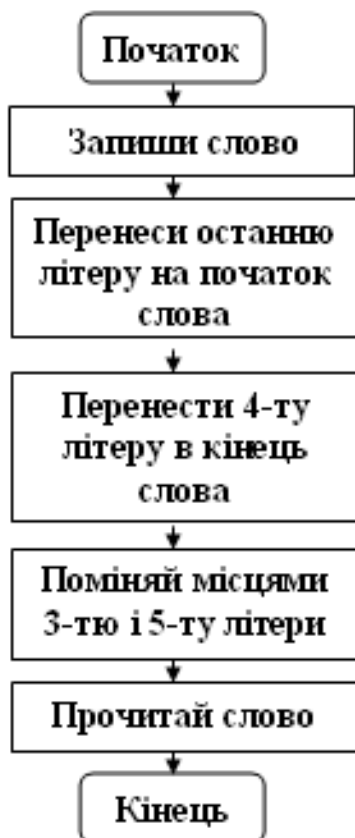 Початок
Запиши слово
Перенеси останню
літеру на початок
слова
Перенести 4-ту
літеру в кінець
слова
Поміняй місцями
3-тю і 5-ту літери
Прочитай слово
Кінець